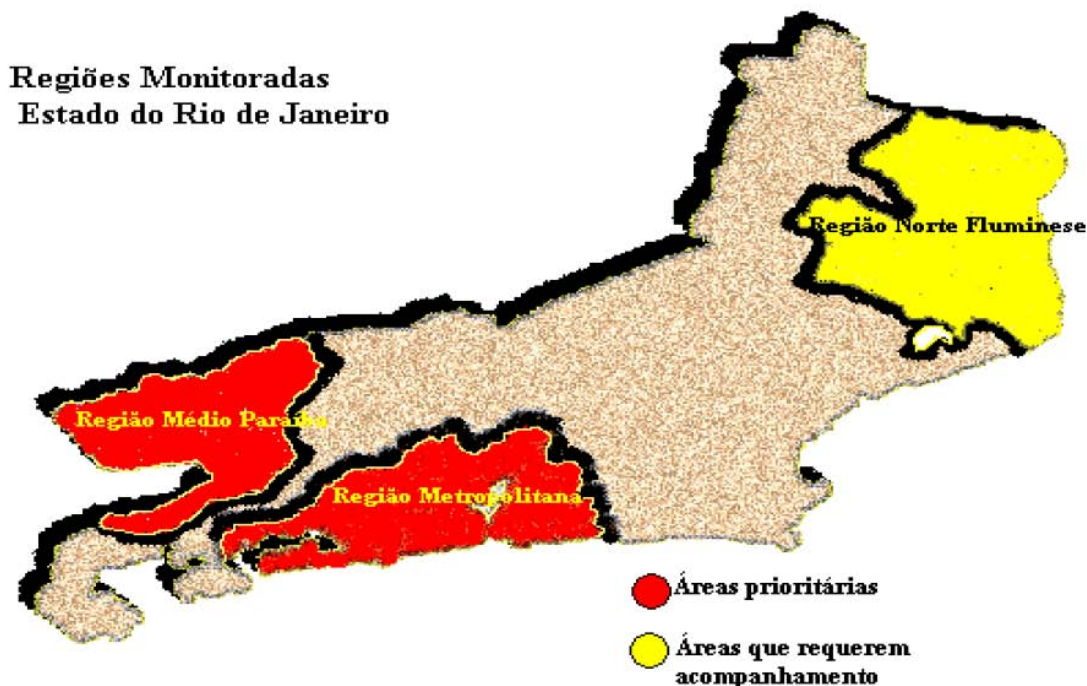 Regiões Monitoradas
Estado do Rio de Janeiro
Região Norte Fluminese
Região Médio Paraíba
Região Metropolitana
Áreas prioritárias
Áreas que requerem
acompanhamento